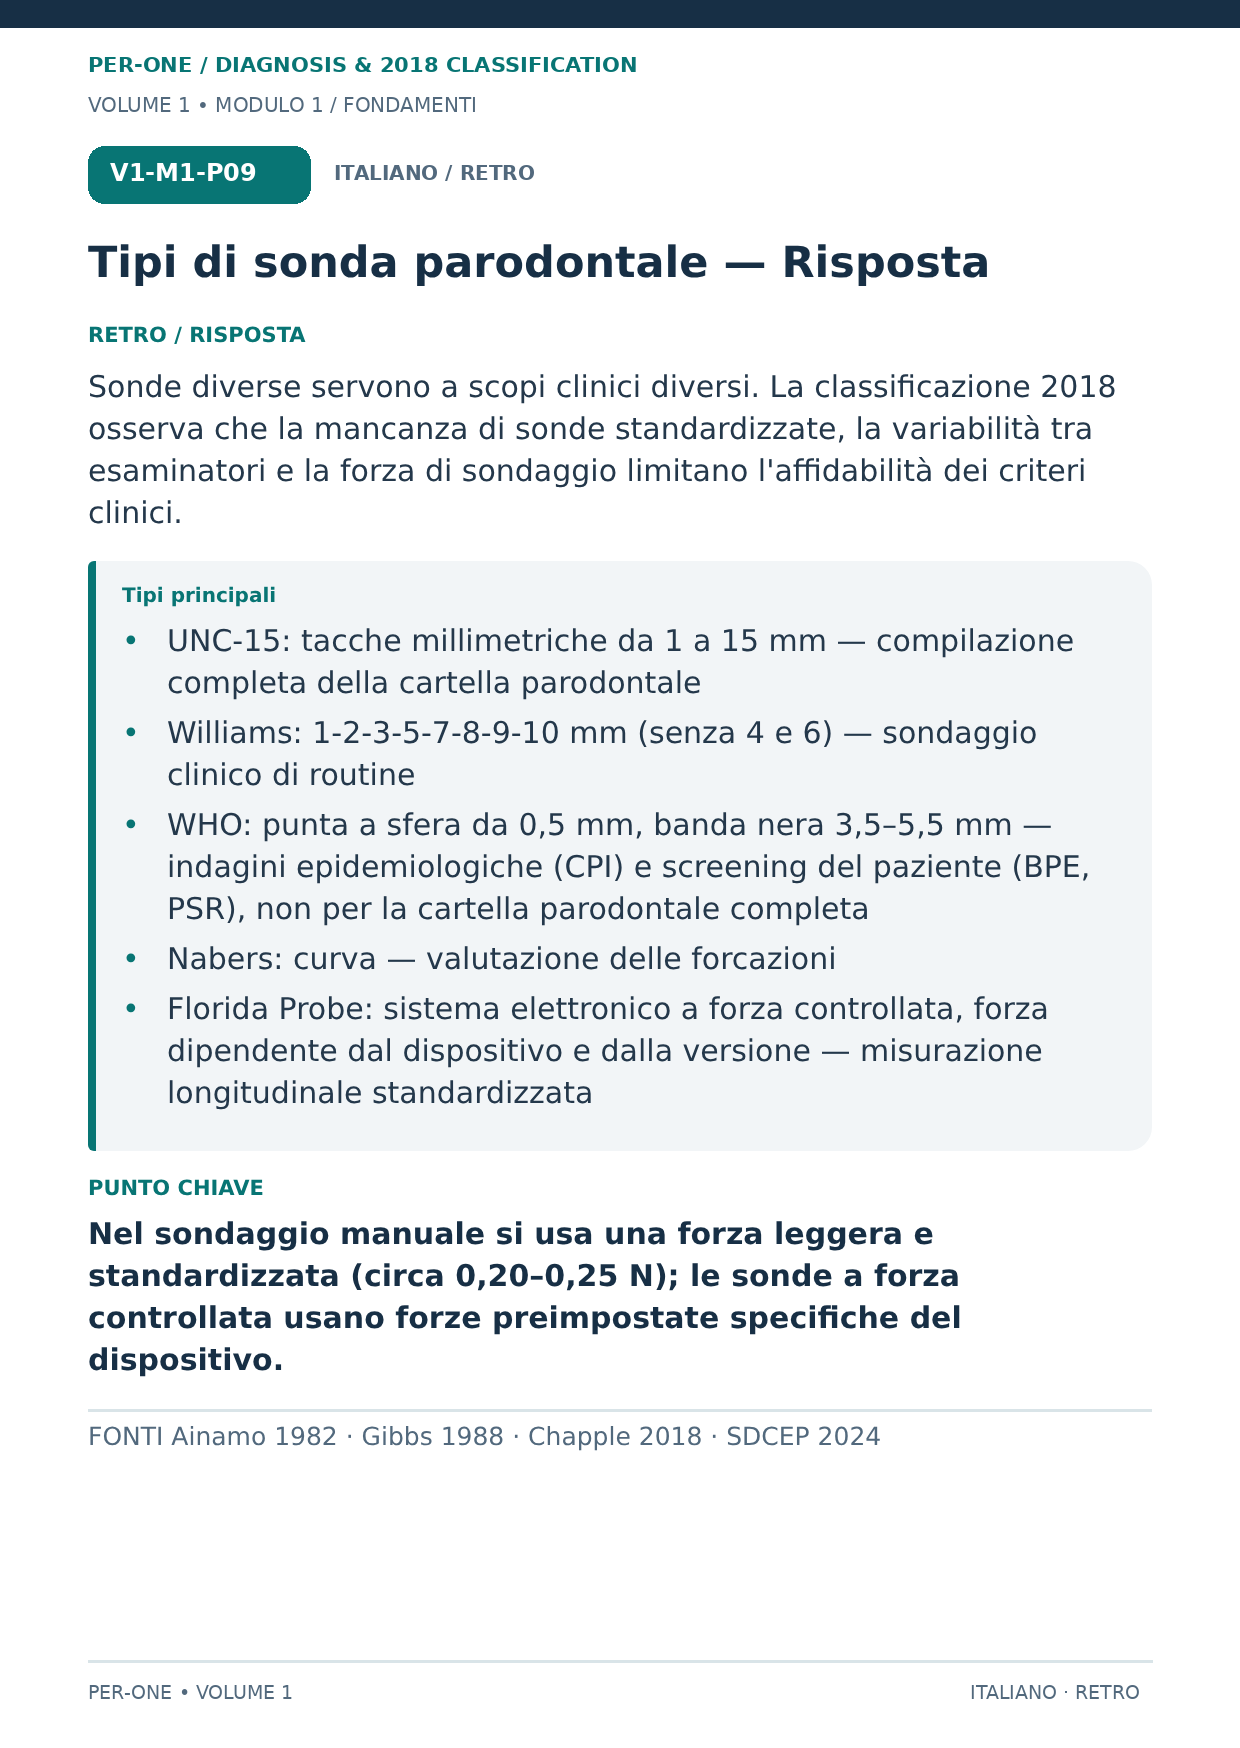 PER-ONE / DIAGNOSIS & 2018 CLASSIFICATION
VOLUME 1 • MODULO 1 / FONDAMENTI
V1-M1-P09
ITALIANO / RETRO
Tipi di sonda parodontale — Risposta
RETRO / RISPOSTA
Sonde diverse servono a scopi clinici diversi. La classificazione 2018
osserva che la mancanza di sonde standardizzate, la variabilità tra
esaminatori e la forza di sondaggio limitano l'affidabilità dei criteri
clinici.
Tipi principali
• UNC-15: tacche millimetriche da 1 a 15 mm — compilazione
completa della cartella parodontale
• Williams: 1-2-3-5-7-8-9-10 mm (senza 4 e 6) — sondaggio
clinico di routine
• WHO: punta a sfera da 0,5 mm, banda nera 3,5–5,5 mm —
indagini epidemiologiche (CPI) e screening del paziente (BPE,
PSR), non per la cartella parodontale completa
• Nabers: curva — valutazione delle forcazioni
• Florida Probe: sistema elettronico a forza controllata, forza
dipendente dal dispositivo e dalla versione — misurazione
longitudinale standardizzata
PUNTO CHIAVE
Nel sondaggio manuale si usa una forza leggera e
standardizzata (circa 0,20–0,25 N); le sonde a forza
controllata usano forze preimpostate specifiche del
dispositivo.
FONTI Ainamo 1982 · Gibbs 1988 · Chapple 2018 · SDCEP 2024
PER-ONE • VOLUME 1
ITALIANO · RETRO